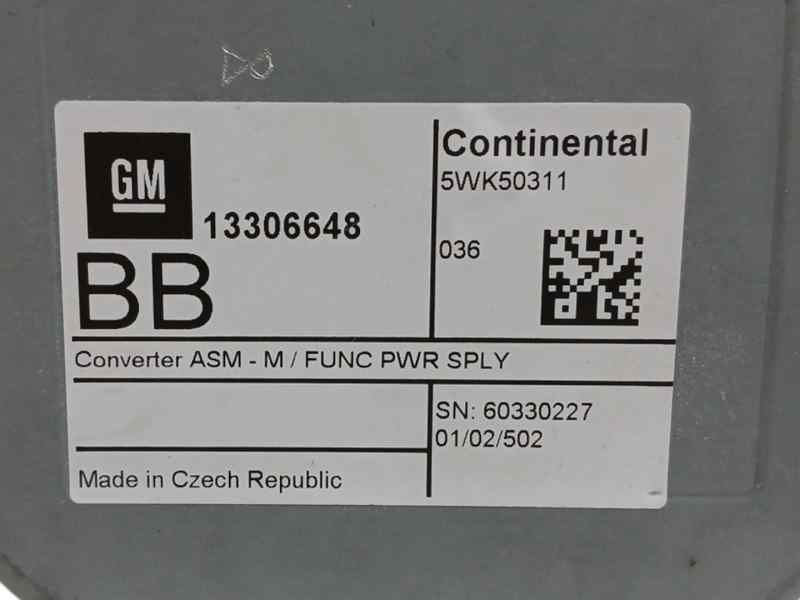 GM
13306648
BB
Continental
5WK50311
036
Converter ASM - M / FUNC PWR SPLY
SN: 60330227
01/02/502
Made in Czech Republic